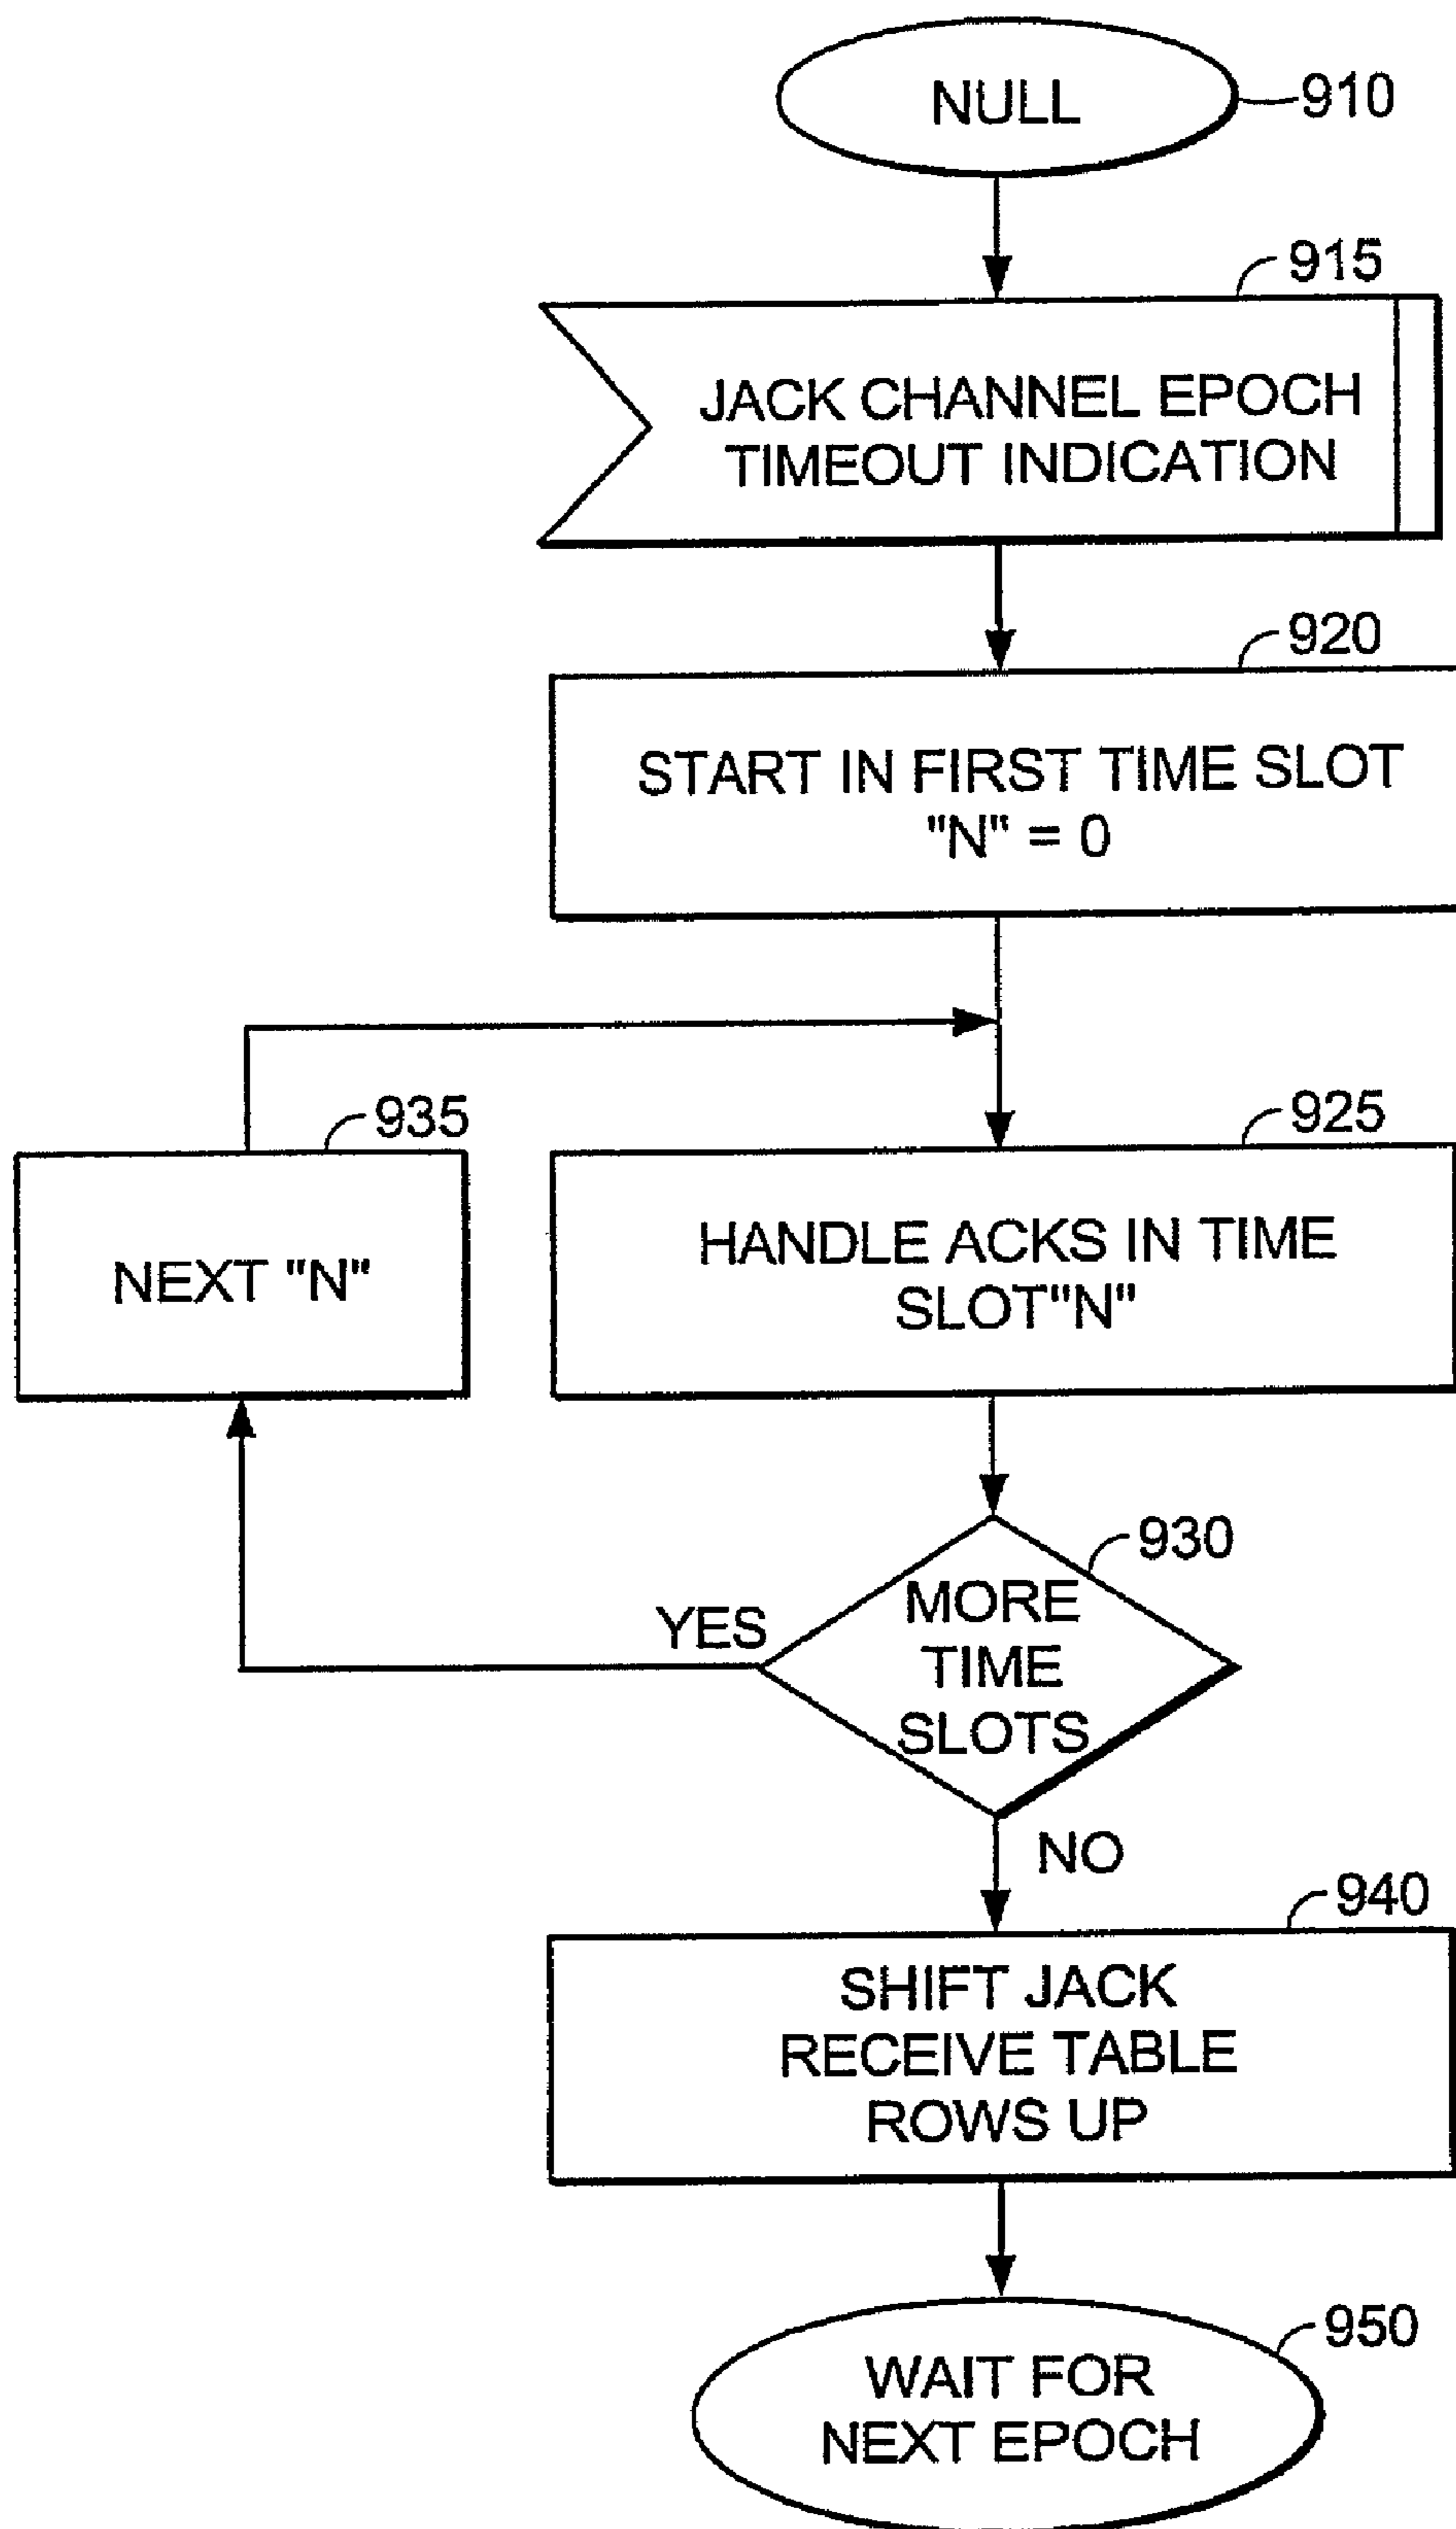 NULL
910
915
JACK CHANNEL EPOCH
TIMEOUT INDICATION
920
START IN FIRST TIME SLOT
"N" = 0
935
NEXT "N"
925
HANDLE ACKS IN TIME
SLOT"N"
930
MORE
TIME
SLOTS
YES
NO
940
SHIFT JACK
RECEIVE TABLE
ROWS UP
950
WAIT FOR
NEXT EPOCH